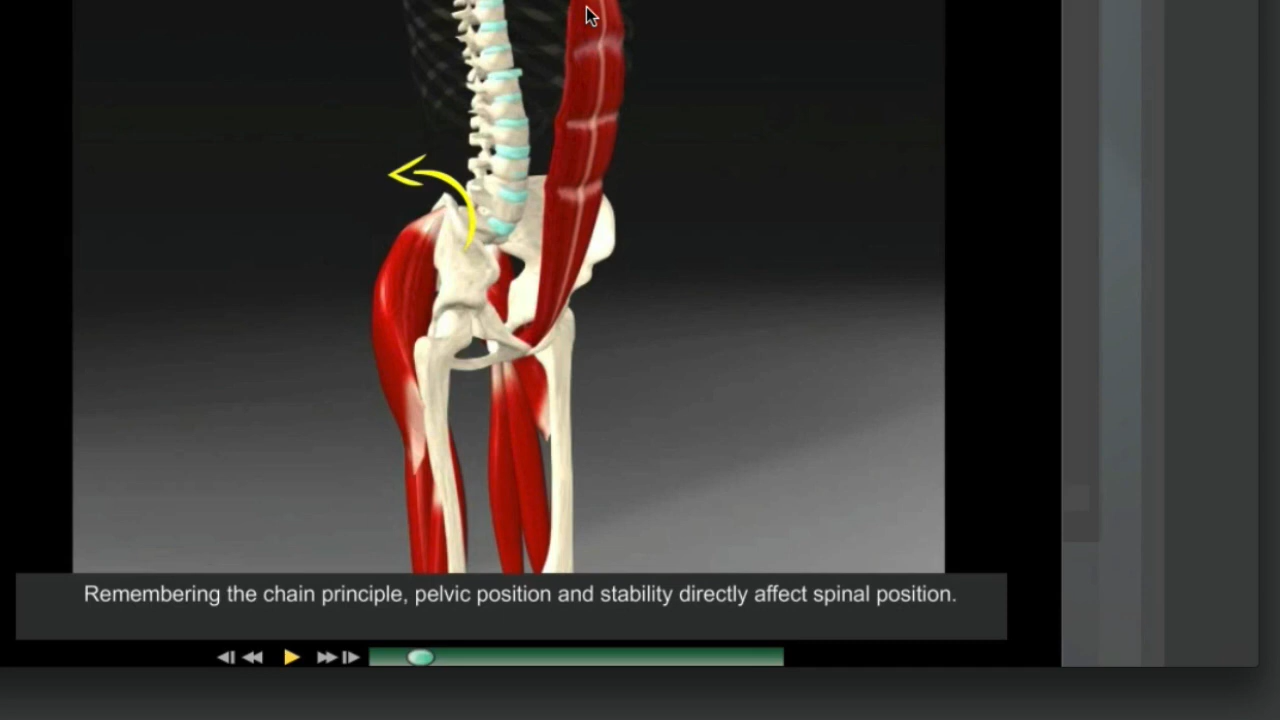 Remembering the chain principle, pelvic position and stability directly affect spinal position.